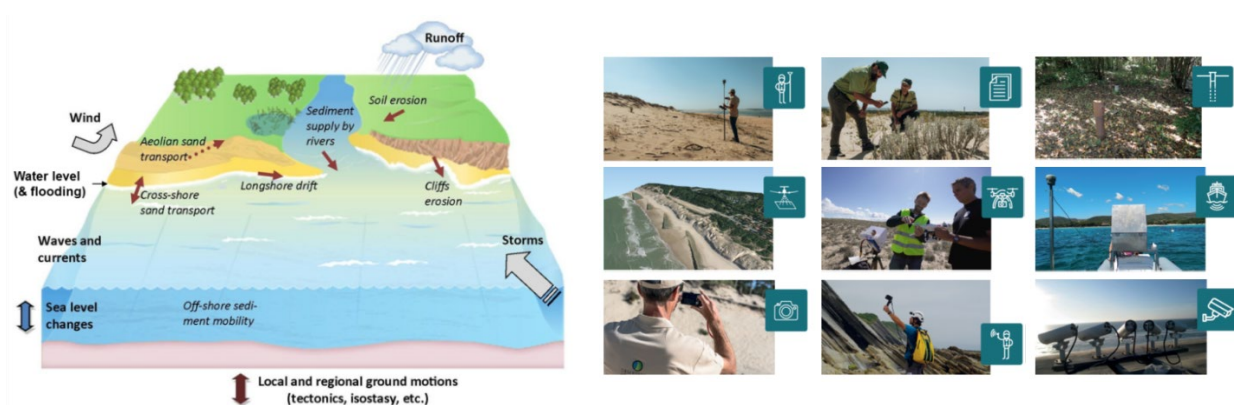 Runoff
Wind
Soil erosion
Sediment
supply by
rivers
Aeolian sand
transport
Water level
(& flooding)
Longshore drift
Cross-shore
sand transport
Cliffs
erosion
Waves and
currents
Storms
Sea level
changes
Off-shore sedi-
ment mobility
Local and regional ground motions
(tectonics, isostasy, etc.)